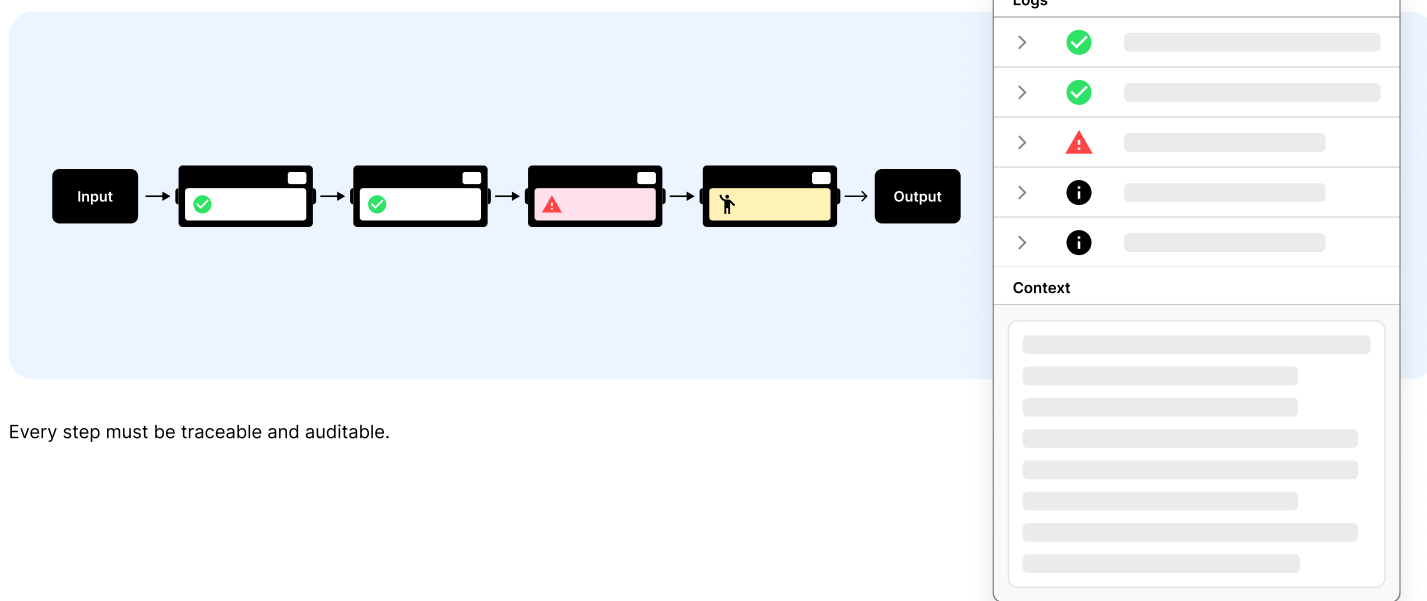 Logs
Input
Output
Context
Every step must be traceable and auditable.